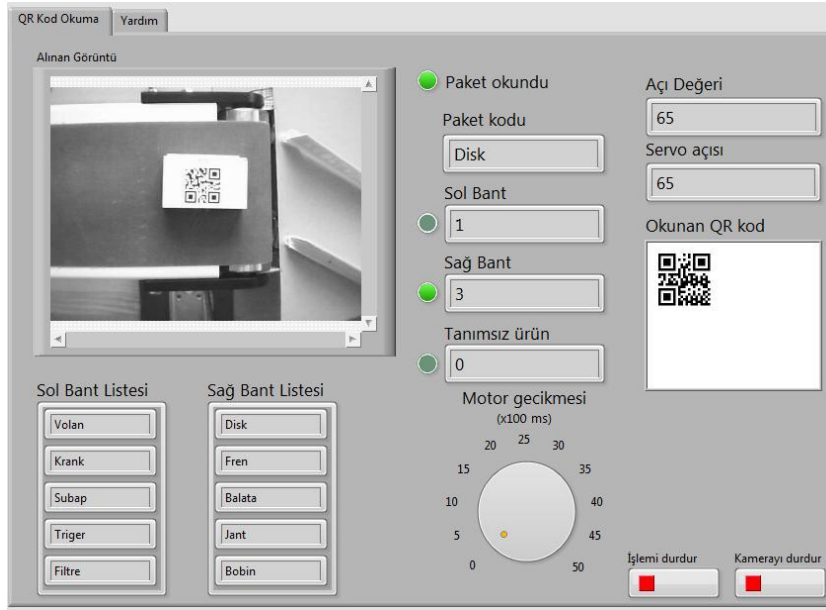 QR Kod Okuma
Yardım
Alınan Görüntü
Paket okundu
Paket kodu
Disk
Sol Bant
1
Sağ Bant
3
Tanımsız ürün
0
Açı Değeri
65
Servo açısı
65
Okunan QR kod
Sol Bant Listesi
Volan
Krank
Subap
Triger
Filtre
Sağ Bant Listesi
Disk
Fren
Balata
Jant
Bobin
Motor gecikmesi
(x100 ms)
0
5
10
15
20
25
30
35
40
45
50
İşlemi durdur
Kamerayı durdur